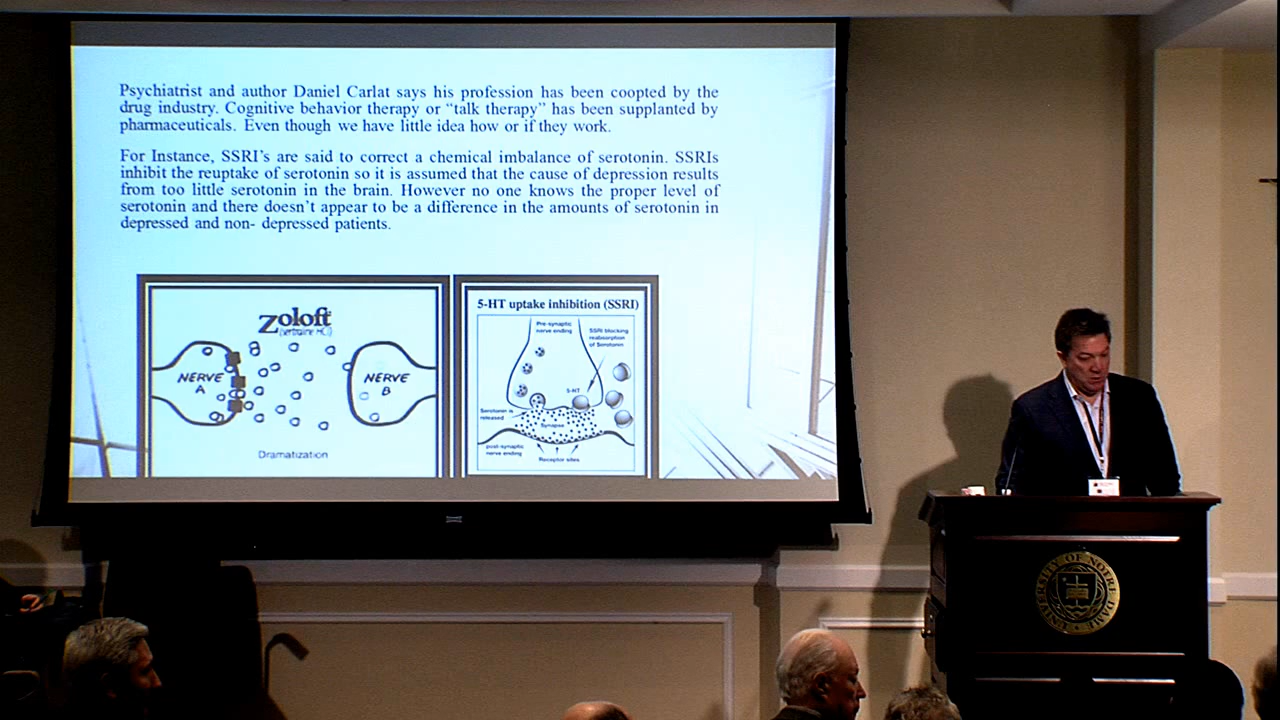 Psychiatrist and author Daniel Carlat says his profession has been coopted by the
drug industry. Cognitive behavior therapy or “talk therapy” has been supplanted by
pharmaceuticals. Even though we have little idea how or if they work.
For Instance, SSRI’s are said to correct a chemical imbalance of serotonin. SSRIs
inhibit the reuptake of serotonin so it is assumed that the cause of depression results
from too little serotonin in the brain. However no one knows the proper level of
serotonin and there doesn’t appear to be a difference in the amounts of serotonin in
depressed and non- depressed patients.
Zoloft
(sertraline HCl)
NERVE
A
NERVE
B
Dramatization
5-HT uptake inhibition (SSRI)
Pre-synaptic
nerve ending
SSRI blocking
reabsorption
of Serotonin
5-HT
Serotonin is
released
Synapse
post-synaptic
nerve ending
Receptor sites
UNIVERSITY OF NOTRE DAME